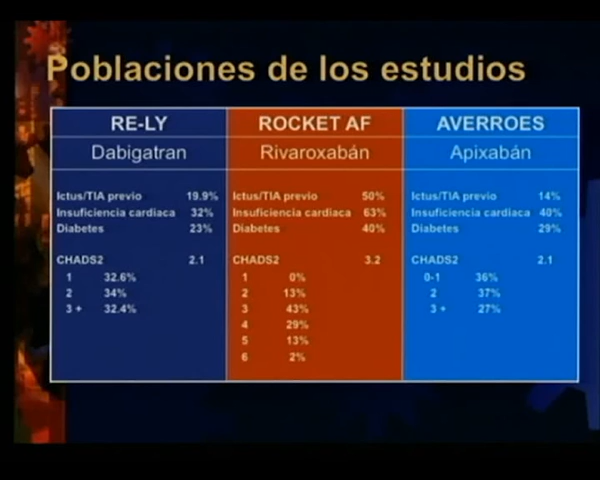 Poblaciones de los estudios
RE-LY ROCKET AF AVERROES
Dabigatran Rivaroxabán Apixabán
Ictus/TIA previo 19.9% Ictus/TIA previo 50% Ictus/TIA previo 14%
Insuficiencia cardiaca 32% Insuficiencia cardiaca 63% Insuficiencia cardiaca 40%
Diabetes 23% Diabetes 40% Diabetes 29%
CHADS2 2.1 CHADS2 3.2 CHADS2 2.1
1 32.6% 1 0% 0-1 36%
2 34% 2 13% 2 37%
3 + 32.4% 3 43% 3 + 27%
4 29%
5 13%
6 2%